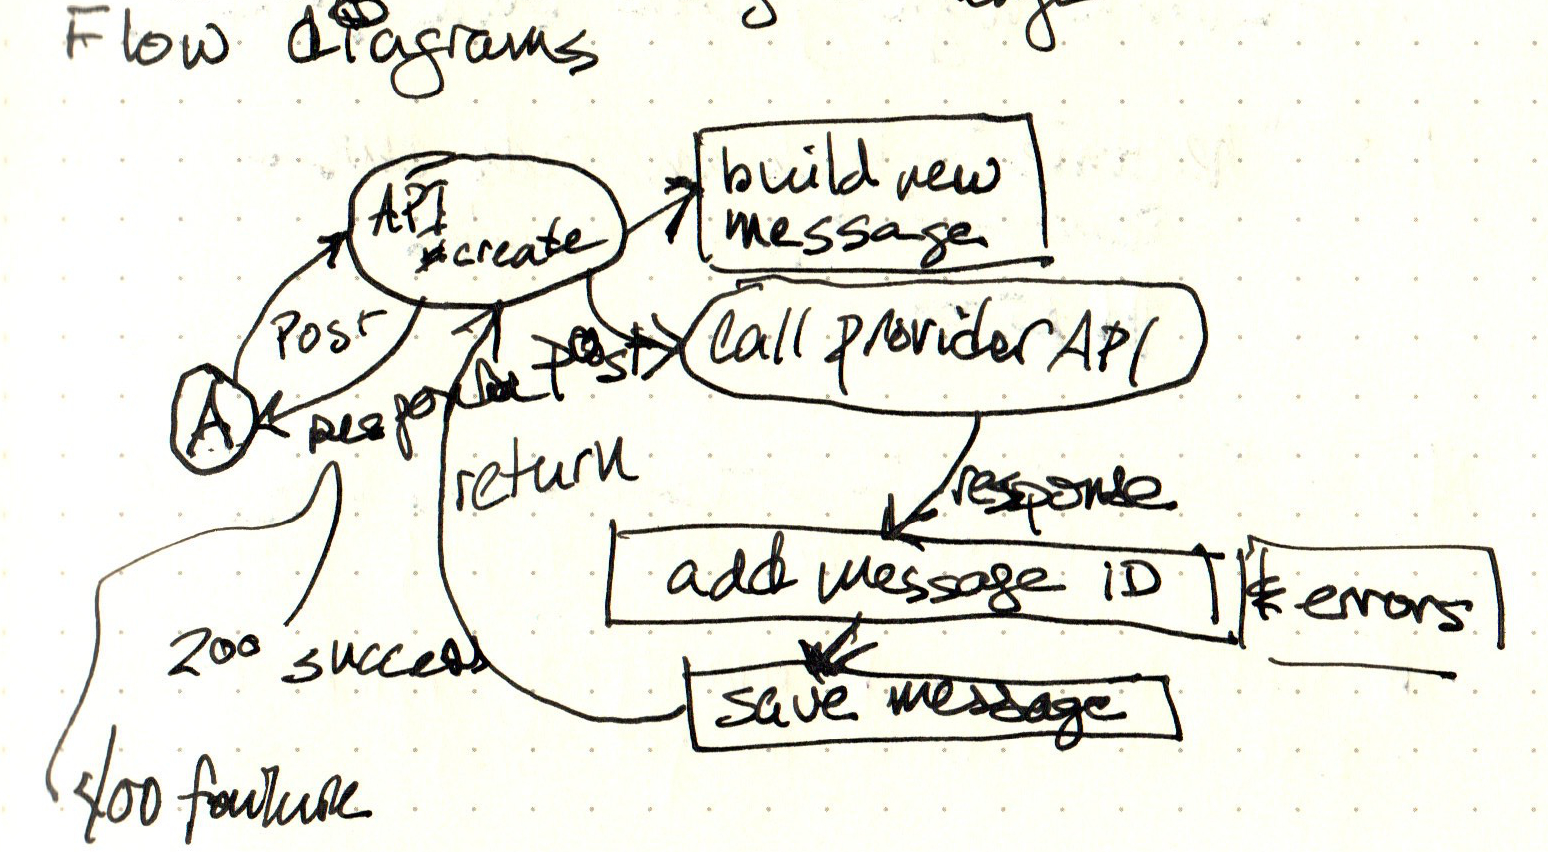 Flow diagrams
API
#create
build new
message
Post
Post
call provider API
A
response
return
response
add message ID
& errors
200 success
save message
400 failure